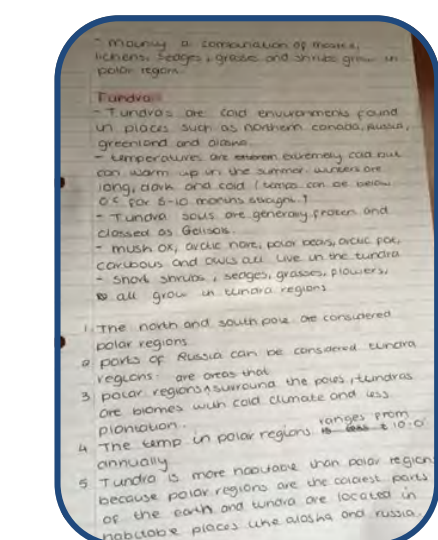 - mainly a combination of mosses,
lichens, sedges, grasses and shrubs grow in
polar regions.
Tundra:
- Tundras are cold environments found
in places such as northern canada, Russia,
greenland and alaska.
- temperatures are extremely cold but
can warm up in the summer. winters are
long, dark and cold (temps can be below
0°c for 6-10 months straight!)
- Tundra soils are generally frozen and
classed as Gelisols.
- musk ox, arctic hare, polar bears, arctic fox,
caribous and owls all live in the tundra
- Short shrubs, sedges, grasses, flowers,
all grow in tundra regions
1. The north and south pole are considered
polar regions
2 parts of Russia can be considered tundra
regions.
3 polar regions are areas that surround the poles, tundras
are biomes with cold climate and less
plantation.
4 The temp in polar regions ranges from
annually
5 Tundra is more habitable than polar region
because polar regions are the coldest parts
of the earth and tundra are located in
habitable places like alaska and russia.